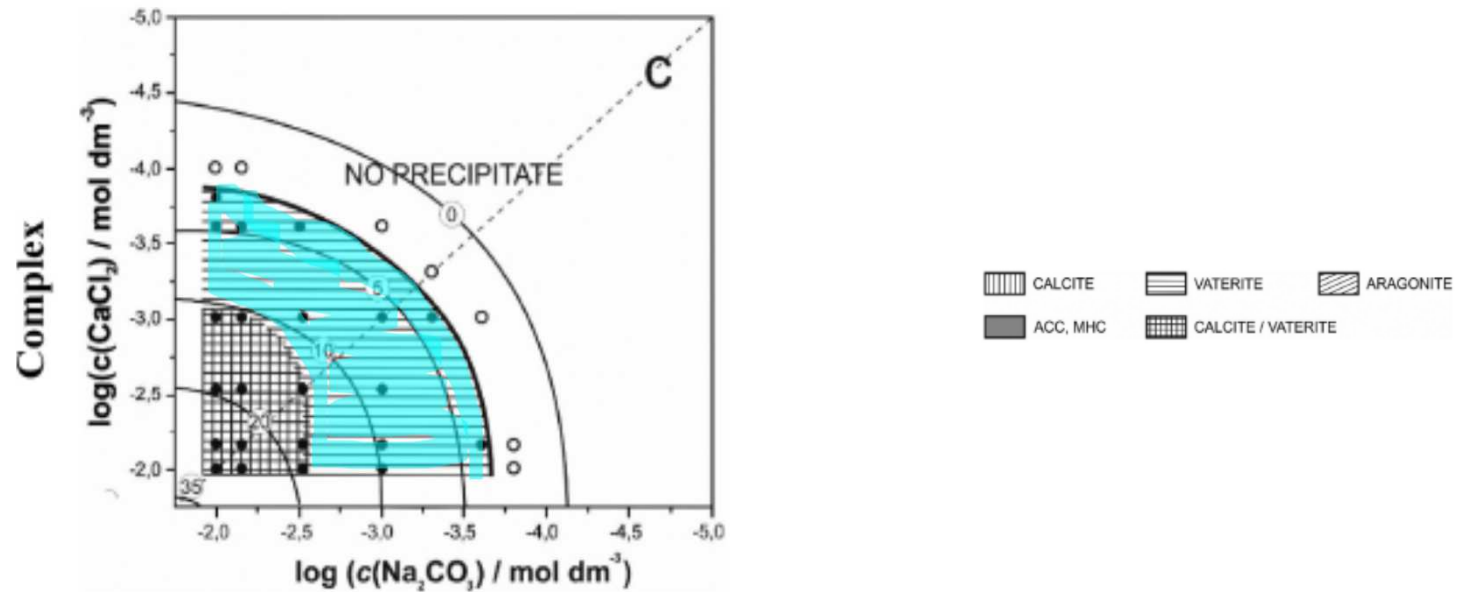 Complex
log(c(CaCl₂) / mol dm⁻³)
-5,0
-4,5
-4,0
-3,5
-3,0
-2,5
-2,0
C
NO PRECIPITATE
0
5
10
20
35
-2,0 -2,5 -3,0 -3,5 -4,0 -4,5 -5,0
log (c(Na₂CO₃) / mol dm⁻³)
CALCITE VATERITE ARAGONITE
ACC, MHC CALCITE / VATERITE